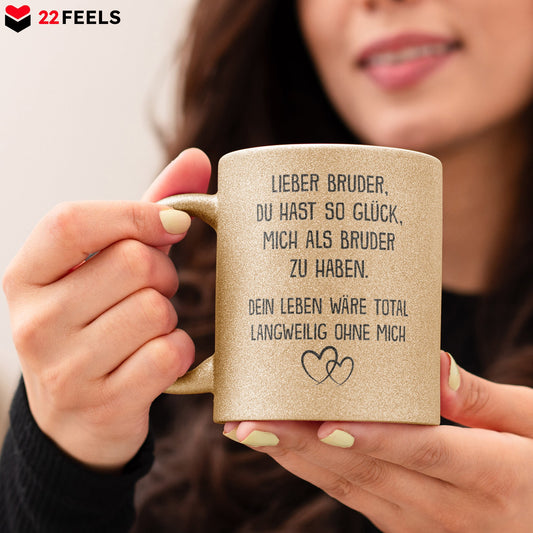 22FEELS
LIEBER BRUDER,
DU HAST SO GLÜCK,
MICH ALS BRUDER
ZU HABEN.
DEIN LEBEN WÄRE TOTAL
LANGWEILIG OHNE MICH